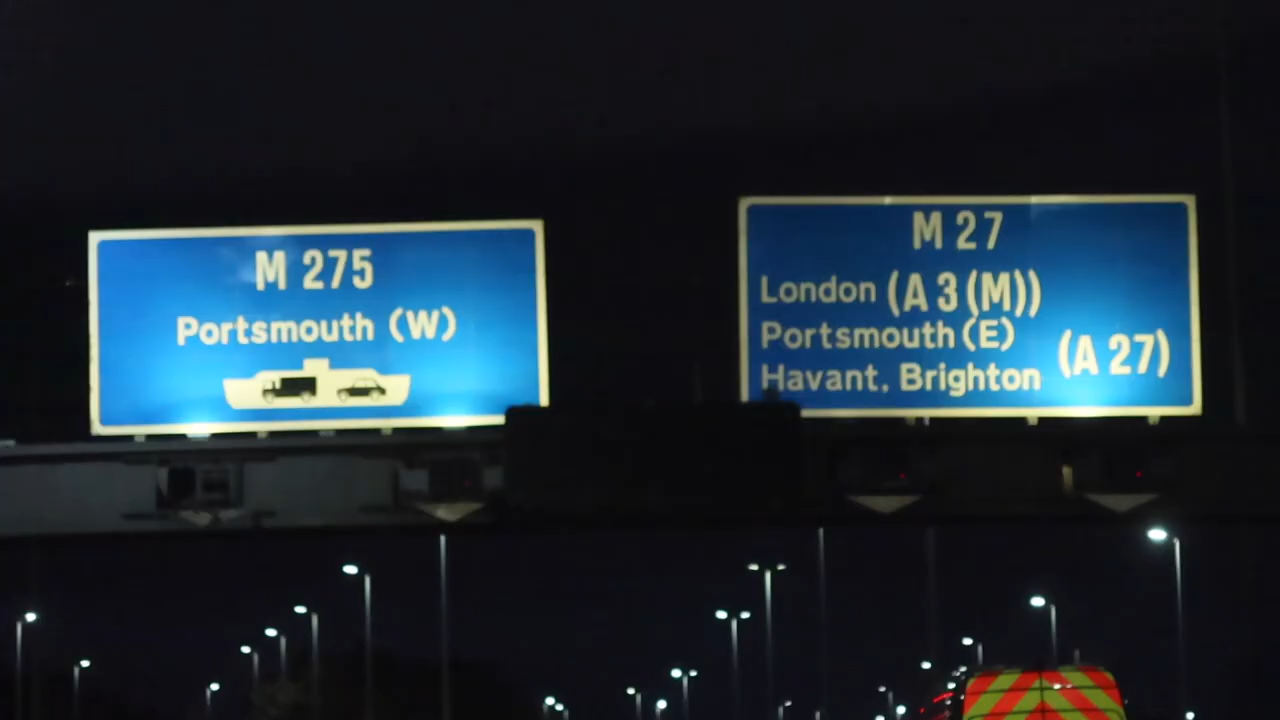 M 275
Portsmouth (W)
M 27
London (A 3 (M))
Portsmouth (E)
(A 27)
Havant, Brighton